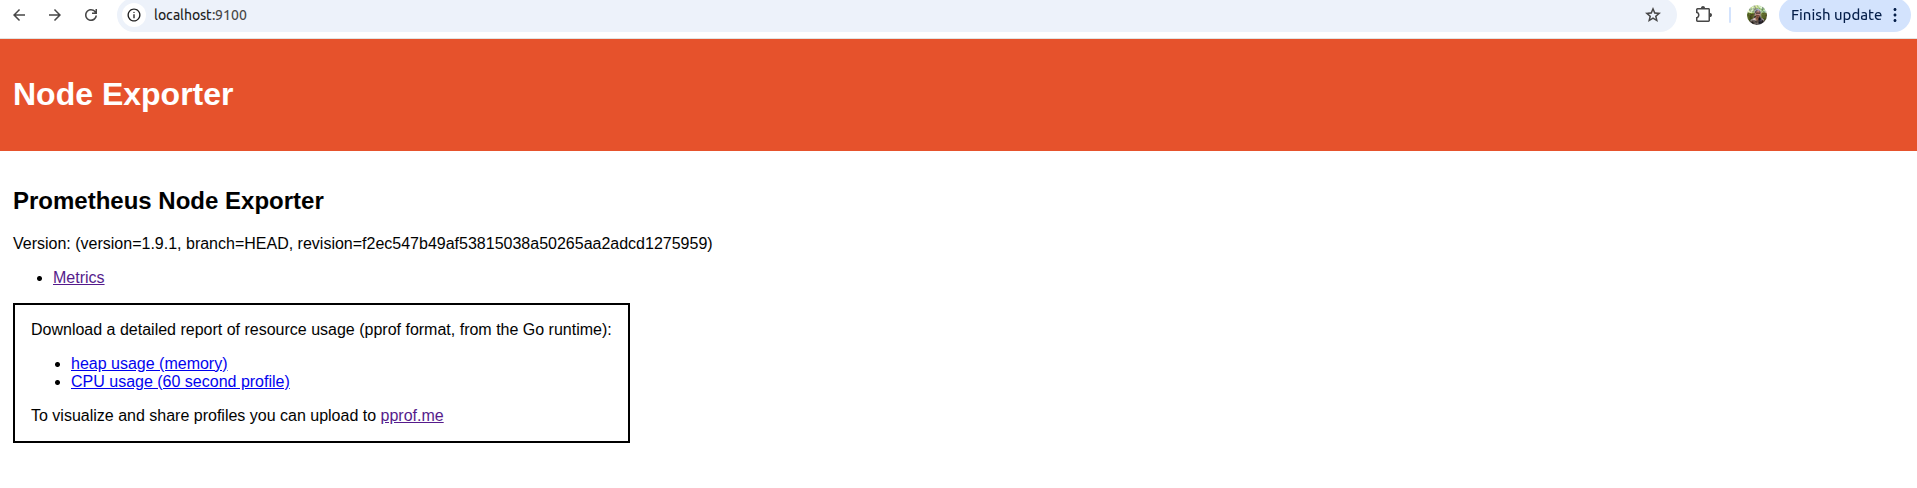 localhost:9100
Finish update
Node Exporter
Prometheus Node Exporter
Version: (version=1.9.1, branch=HEAD, revision=f2ec547b49af53815038a50265aa2adcd1275959)
Metrics
Download a detailed report of resource usage (pprof format, from the Go runtime):
heap usage (memory)
CPU usage (60 second profile)
To visualize and share profiles you can upload to pprof.me